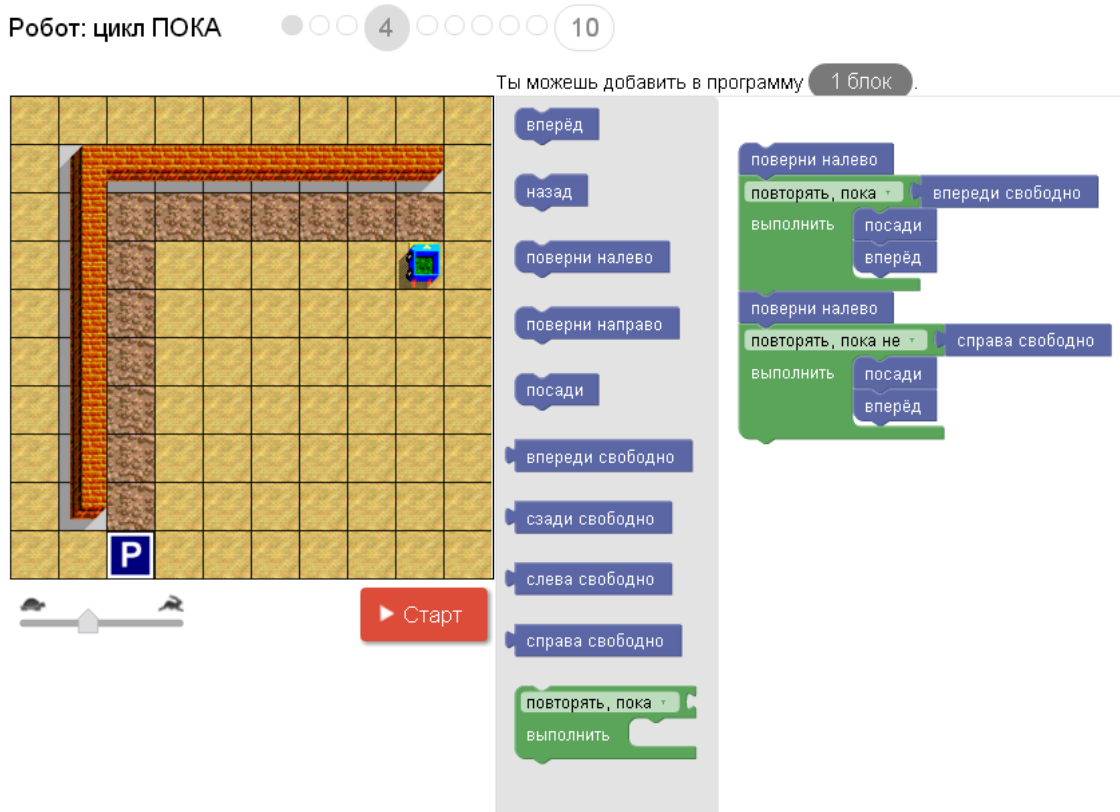 Робот: цикл ПОКА
4
10
Ты можешь добавить в программу 1 блок .
P
Старт
вперёд
назад
поверни налево
поверни направо
посади
впереди свободно
сзади свободно
слева свободно
справа свободно
повторять, пока
выполнить
поверни налево
повторять, пока впереди свободно
выполнить посади
вперёд
поверни налево
повторять, пока не справа свободно
выполнить посади
вперёд